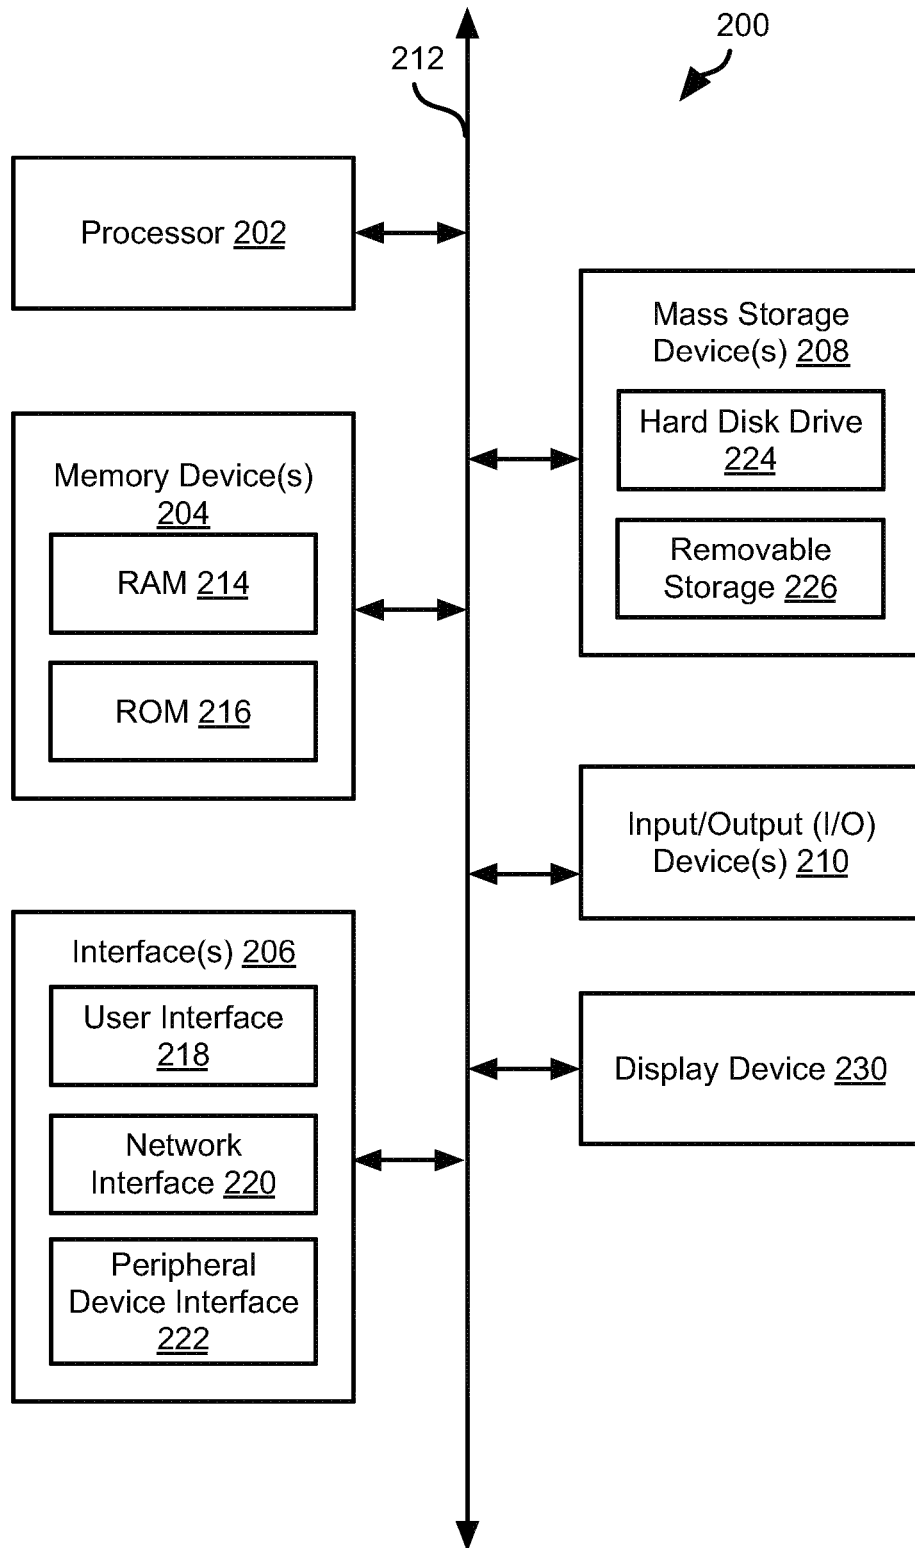 200
212
Processor 202
Mass Storage
Device(s) 208
Hard Disk Drive
224
Removable
Storage 226
Memory Device(s)
204
RAM 214
ROM 216
Input/Output (I/O)
Device(s) 210
Interface(s) 206
User Interface
218
Network
Interface 220
Peripheral
Device Interface
222
Display Device 230